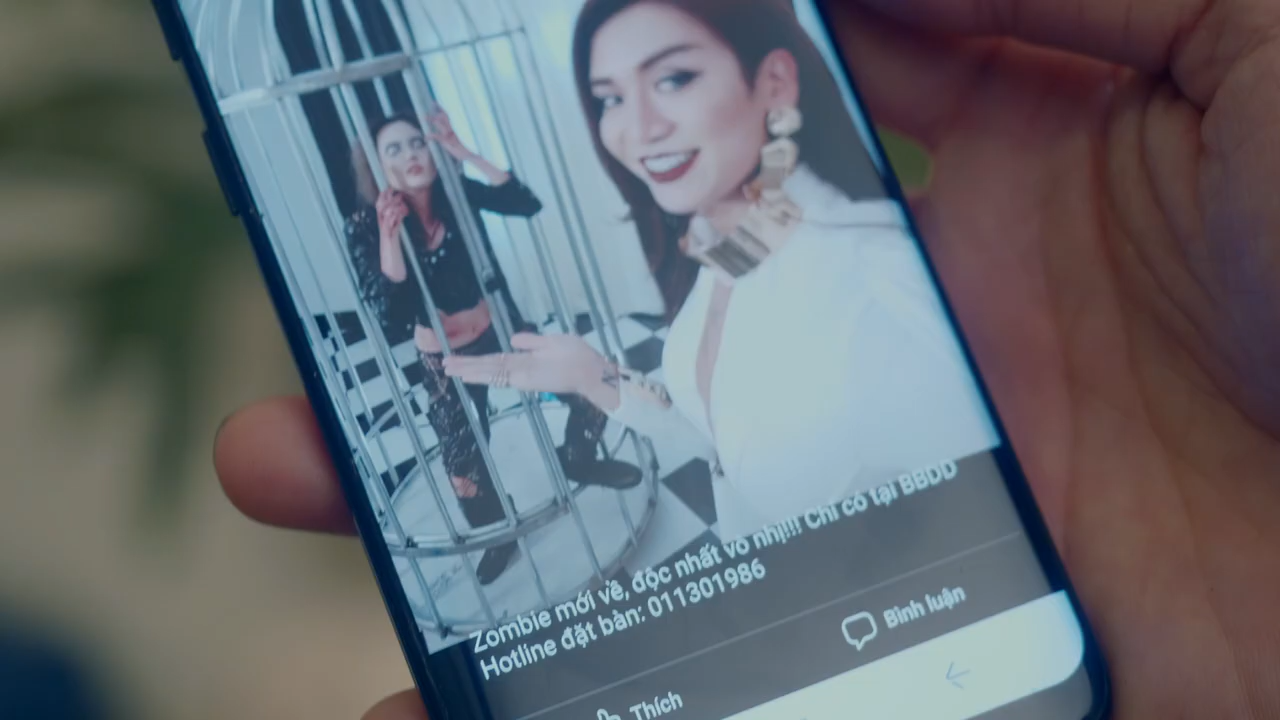 Zombie mới về, độc nhất vô nhị!!! Chỉ có tại BBDD
Hotline đặt bàn: 011301986
Thích
Bình luận